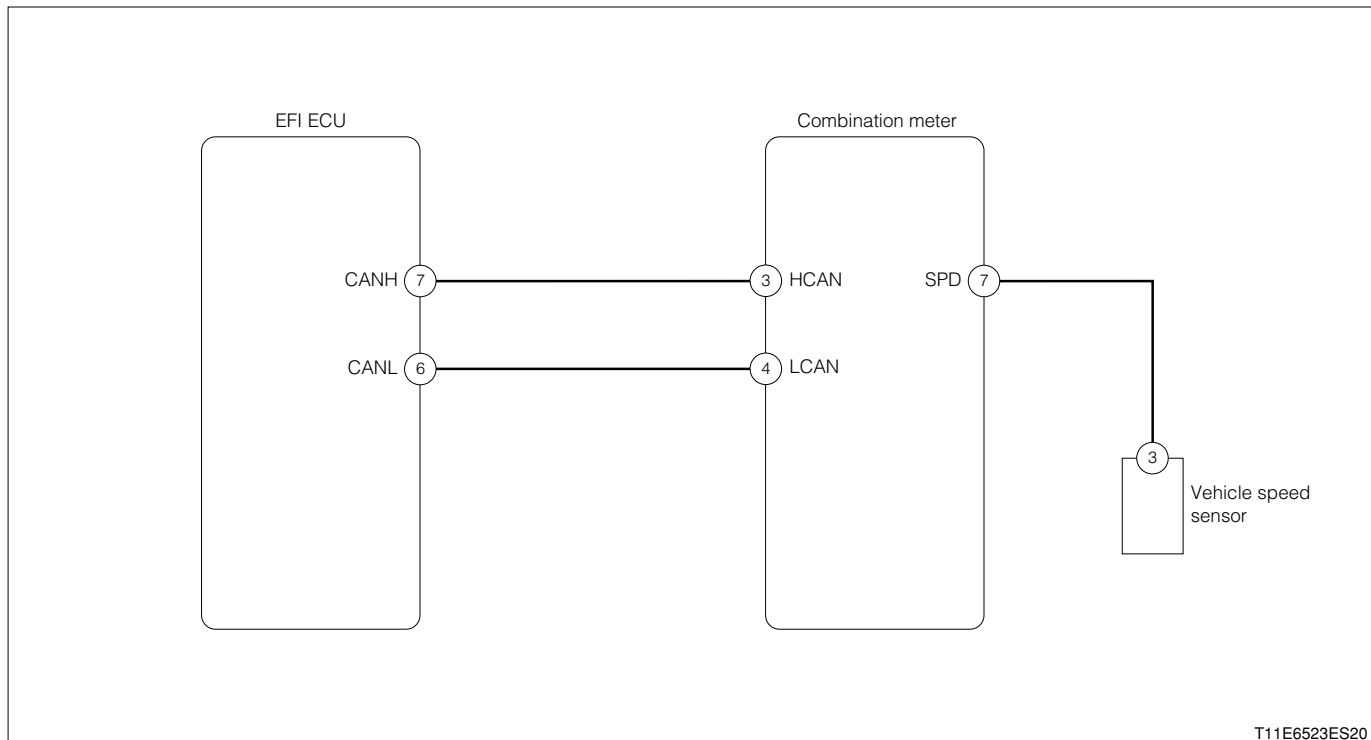 EFI ECU
Combination meter
CANH 7
3 HCAN
SPD 7
CANL 6
4 LCAN
3
Vehicle speed
sensor
T11E6523ES20